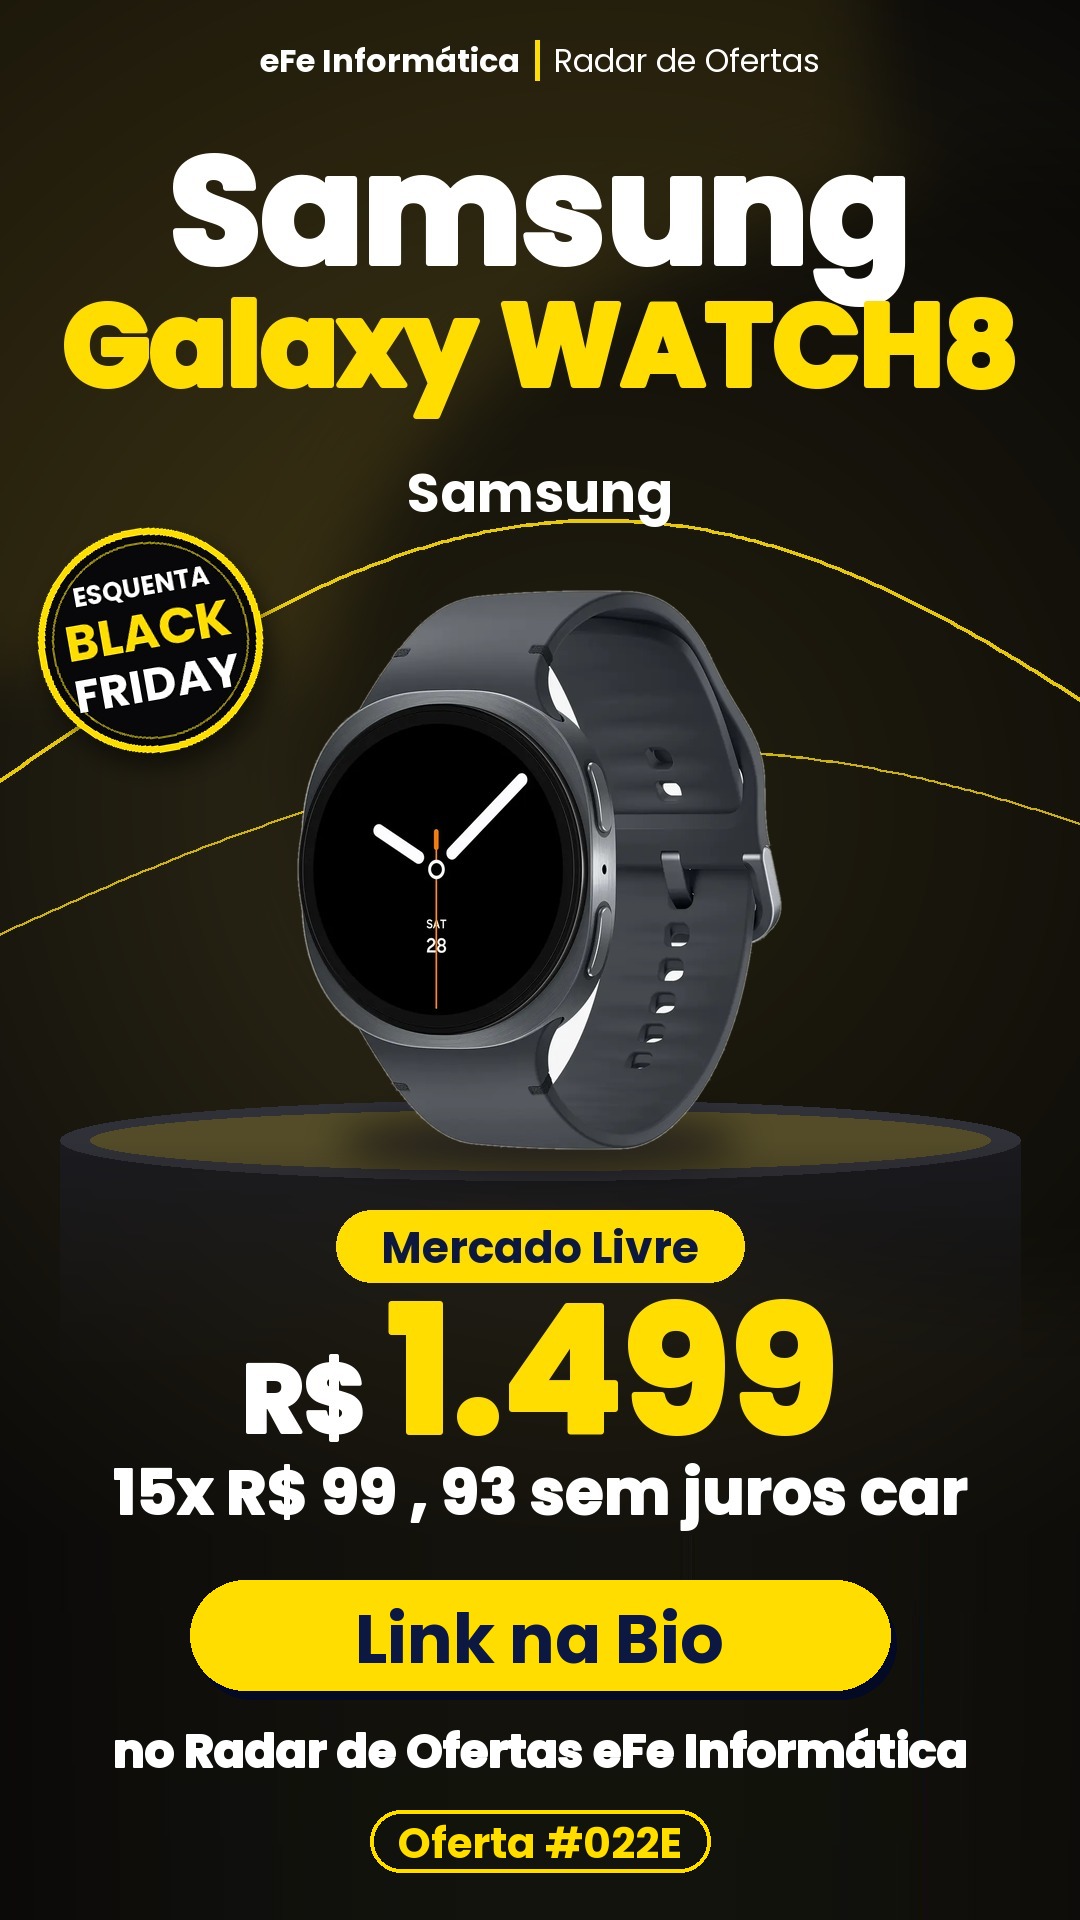 eFe Informática | Radar de Ofertas
Samsung
Galaxy WATCH8
Samsung
ESQUENTA
BLACK
FRIDAY
SAT
28
Mercado Livre
R$ 1.499
15x R$ 99 , 93 sem juros car
Link na Bio
no Radar de Ofertas eFe Informática
Oferta #022E